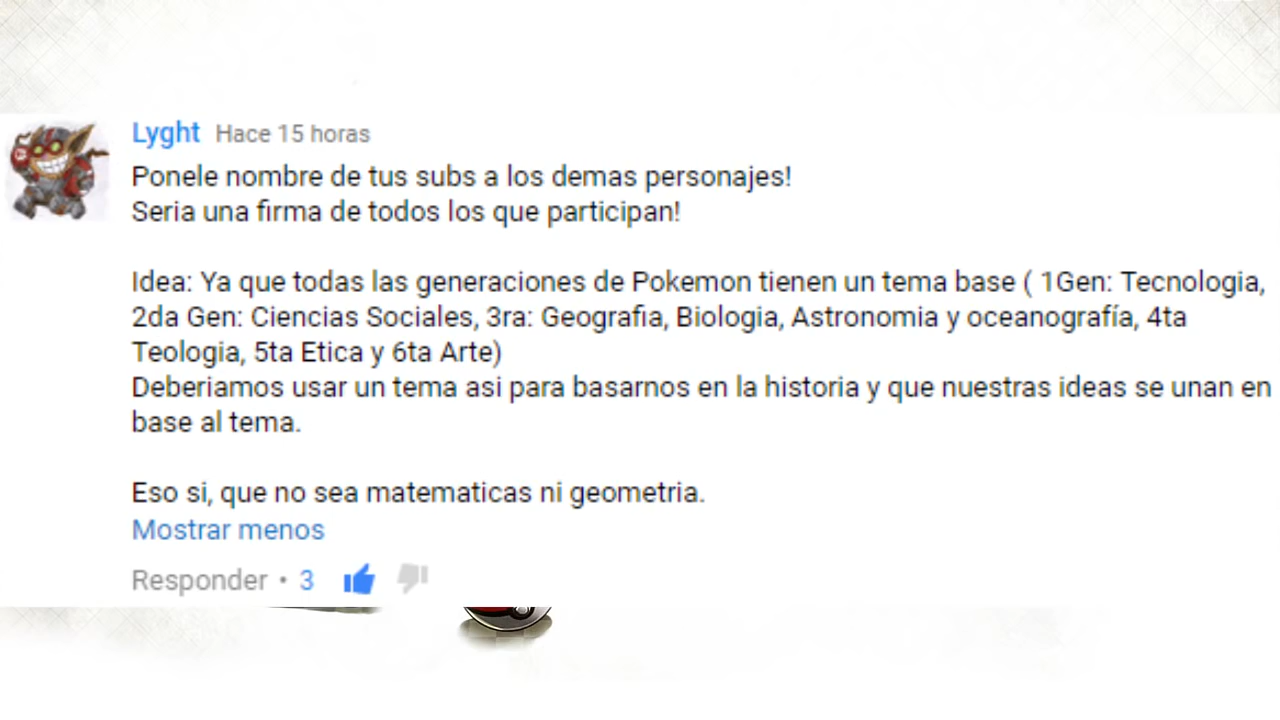 Lyght Hace 15 horas
Ponele nombre de tus subs a los demas personajes!
Seria una firma de todos los que participan!
Idea: Ya que todas las generaciones de Pokemon tienen un tema base ( 1Gen: Tecnologia,
2da Gen: Ciencias Sociales, 3ra: Geografia, Biologia, Astronomia y oceanografía, 4ta
Teologia, 5ta Etica y 6ta Arte)
Deberiamos usar un tema asi para basarnos en la historia y que nuestras ideas se unan en
base al tema.
Eso si, que no sea matematicas ni geometria.
Mostrar menos
Responder • 3